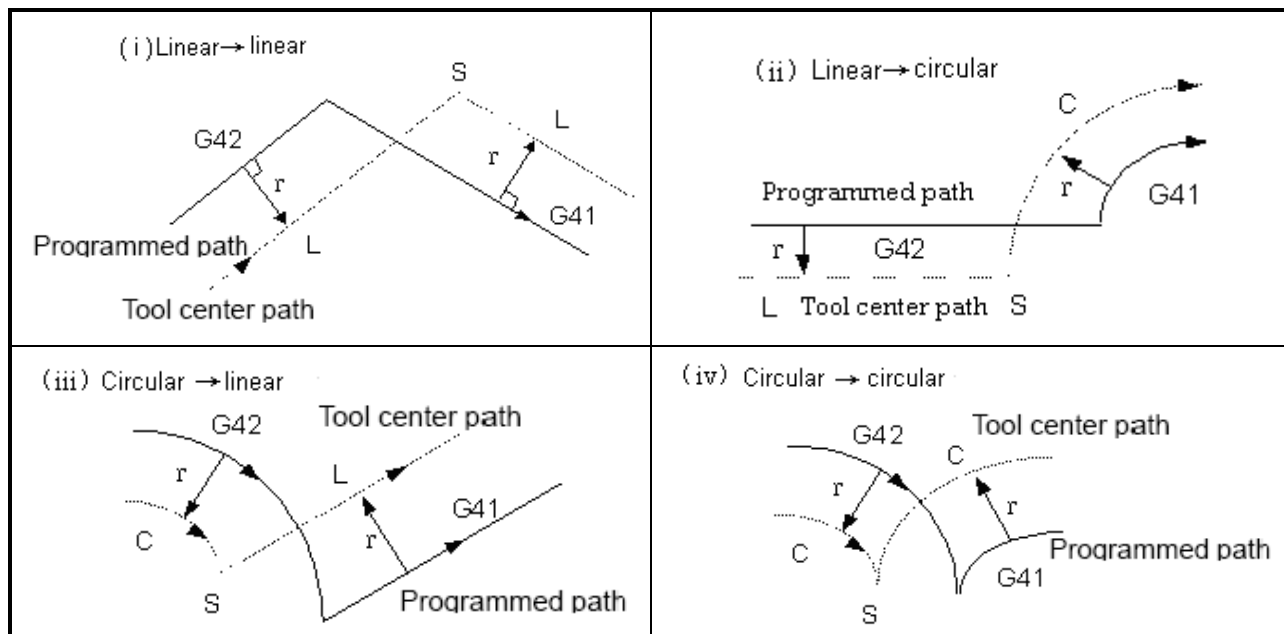 (i) Linear→ linear
S
L
G42
r
r
G41
Programmed path
L
Tool center path
(ii) Linear→circular
C
r
Programmed path
G41
r
G42
L Tool center path S
(iii) Circular →linear
Tool center path
G42
L
r
G41
r
C
S
Programmed path
(iv) Circular → circular
Tool center path
G42
C
r
r
C
Programmed path
G41
S